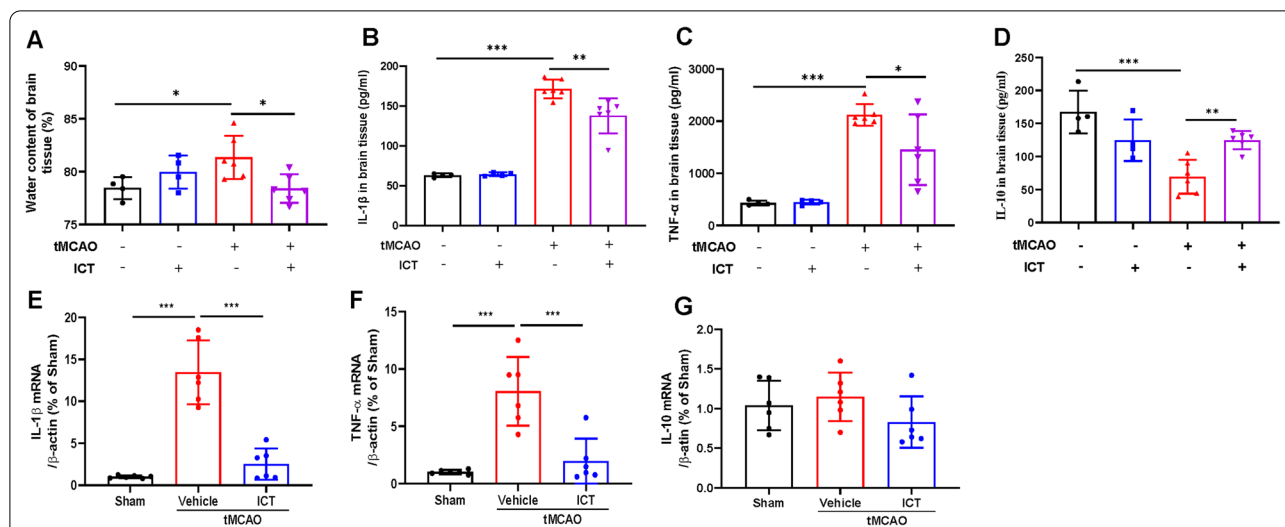 A
Water content of brain
tissue (%)
85
80
75
*
*
tMCAO - - + +
ICT - + - +
B
IL-1β in brain tissue (pg/ml)
200
150
100
50
0
***
**
tMCAO - - + +
ICT - + - +
C
TNF-α in brain tissue (pg/ml)
3000
2000
1000
0
***
*
tMCAO - - + +
ICT - + - +
D
IL-10 in brain tissue (pg/ml)
250
200
150
100
50
0
***
**
tMCAO - - + +
ICT - + - +
E
IL-1β mRNA
/β-actin (% of Sham)
20
15
10
5
0
***
***
Sham Vehicle ICT
tMCAO
F
TNF-α mRNA
/β-actin (% of Sham)
15
10
5
0
***
***
Sham Vehicle ICT
tMCAO
G
IL-10 mRNA
/β-atin (% of Sham)
2.0
1.5
1.0
0.5
0.0
Sham Vehicle ICT
tMCAO